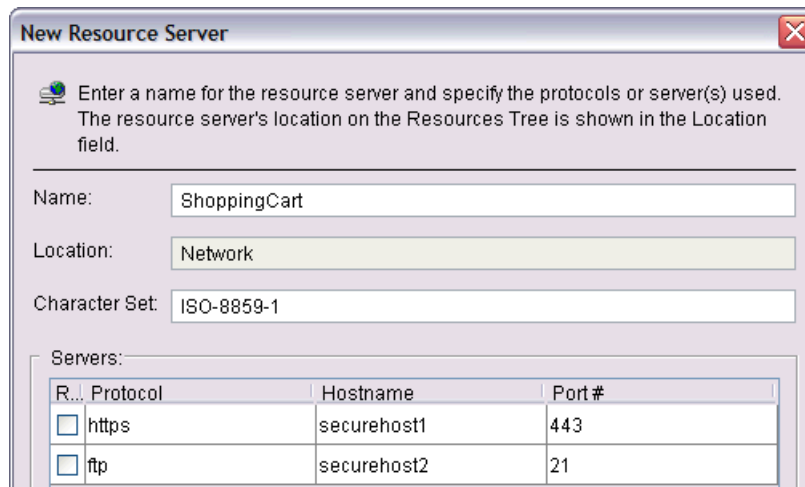 New Resource Server
Enter a name for the resource server and specify the protocols or server(s) used.
The resource server's location on the Resources Tree is shown in the Location
field.
Name: ShoppingCart
Location: Network
Character Set: ISO-8859-1
Servers:
R... Protocol Hostname Port #
https securehost1 443
ftp securehost2 21